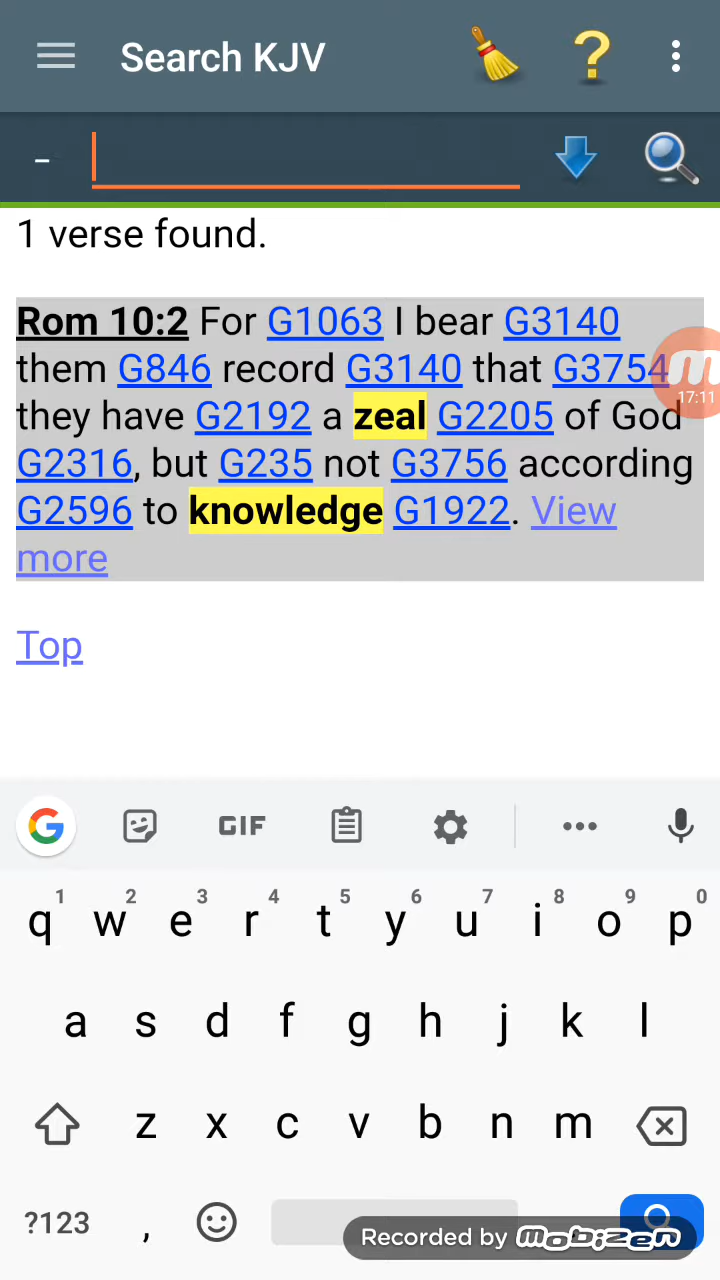 Search KJV
–
1 verse found.
Rom 10:2 For G1063 I bear G3140
them G846 record G3140 that G3754
17:11
they have G2192 a zeal G2205 of God
G2316, but G235 not G3756 according
G2596 to knowledge G1922. View
more
Top
G GIF
1 2 3 4 5 6 7 8 9 0
q w e r t y u i o p
a s d f g h j k l
z x c v b n m
?123 ,
Recorded by mobizen